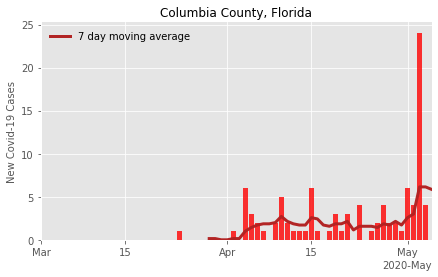 Columbia County, Florida
7 day moving average
New Covid-19 Cases
25
20
15
10
5
0
Mar 15 Apr 15 May
2020-May